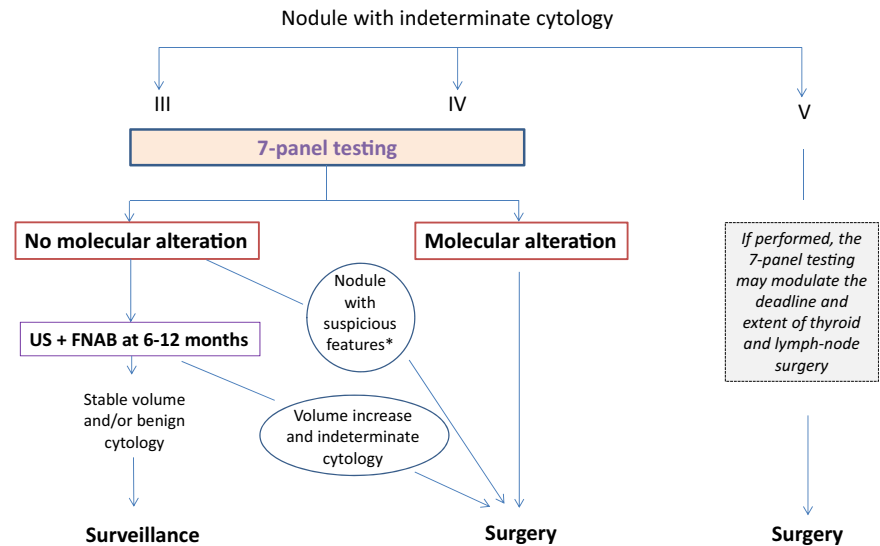 Nodule with indeterminate cytology
III
IV
V
7-panel testing
No molecular alteration
Molecular alteration
If performed, the
7-panel testing
may modulate the
deadline and
extent of thyroid
and lymph-node
surgery
Nodule
with
suspicious
features*
US + FNAB at 6-12 months
Stable volume
and/or benign
cytology
Volume increase
and indeterminate
cytology
Surveillance
Surgery
Surgery